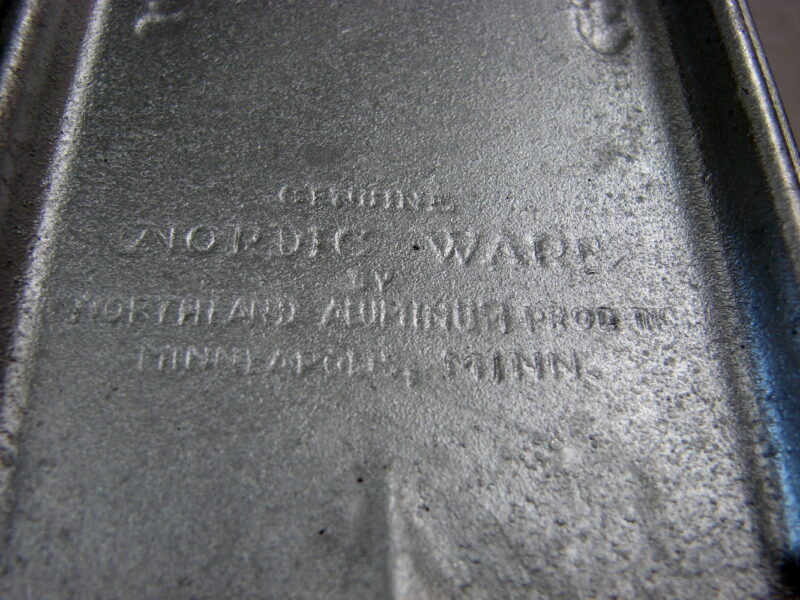 GENUINE
NORDIC WARE
BY
NORTHLAND ALUMINUM PROD INC
MINNEAPOLIS, MINN.